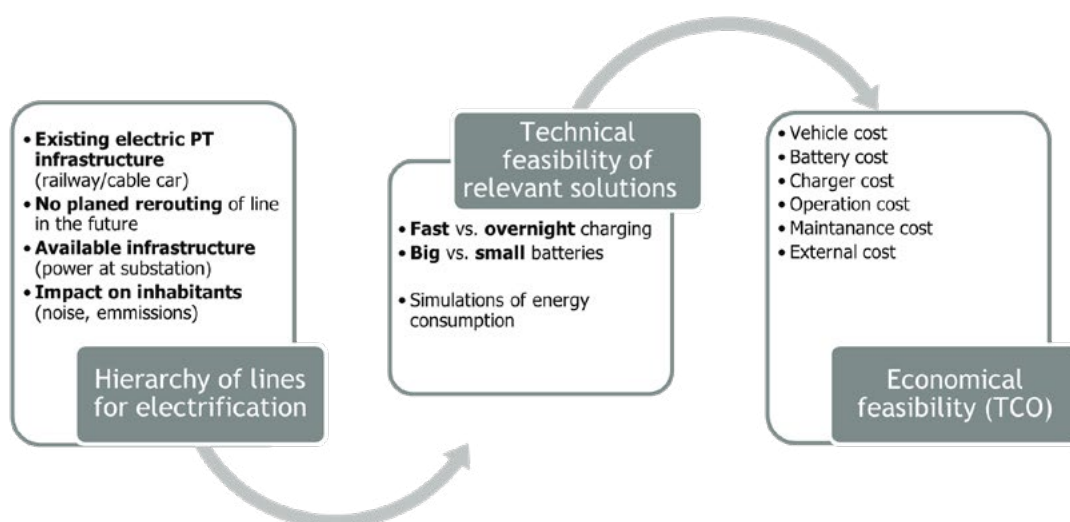 • Existing electric PT
infrastructure
(railway/cable car)
• No planed rerouting of line
in the future
• Available infrastructure
(power at substation)
• Impact on inhabitants
(noise, emmissions)
Hierarchy of lines
for electrification
Technical
feasibility of
relevant solutions
• Fast vs. overnight charging
• Big vs. small batteries
• Simulations of energy
consumption
• Vehicle cost
• Battery cost
• Charger cost
• Operation cost
• Maintanance cost
• External cost
Economical
feasibility (TCO)